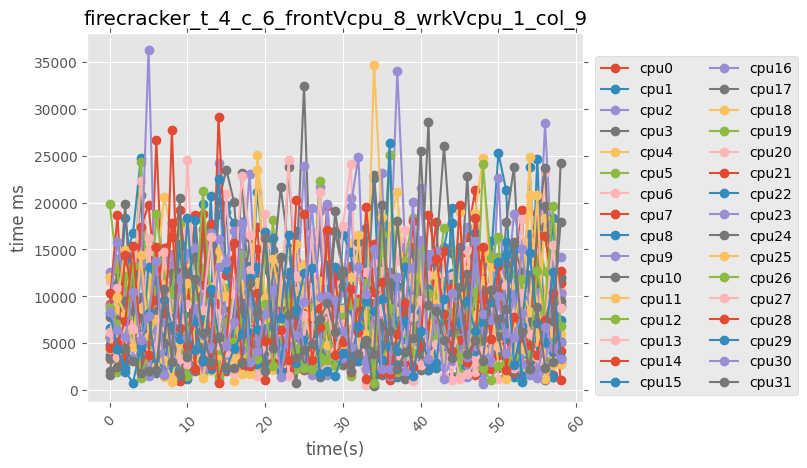 firecracker_t_4_c_6_frontVcpu_8_wrkVcpu_1_col_9
35000
30000
25000
20000
15000
10000
5000
0
time ms
0
10
20
30
40
50
60
time(s)
cpu0
cpu1
cpu2
cpu3
cpu4
cpu5
cpu6
cpu7
cpu8
cpu9
cpu10
cpu11
cpu12
cpu13
cpu14
cpu15
cpu16
cpu17
cpu18
cpu19
cpu20
cpu21
cpu22
cpu23
cpu24
cpu25
cpu26
cpu27
cpu28
cpu29
cpu30
cpu31